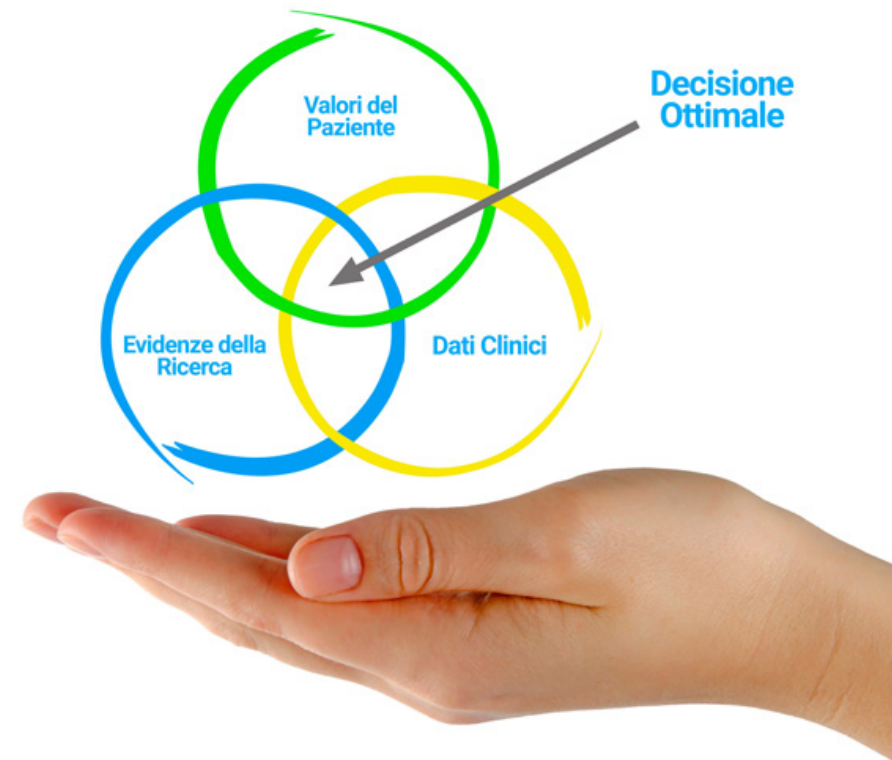 Valori del
Paziente
Decisione
Ottimale
Evidenze della
Ricerca
Dati Clinici